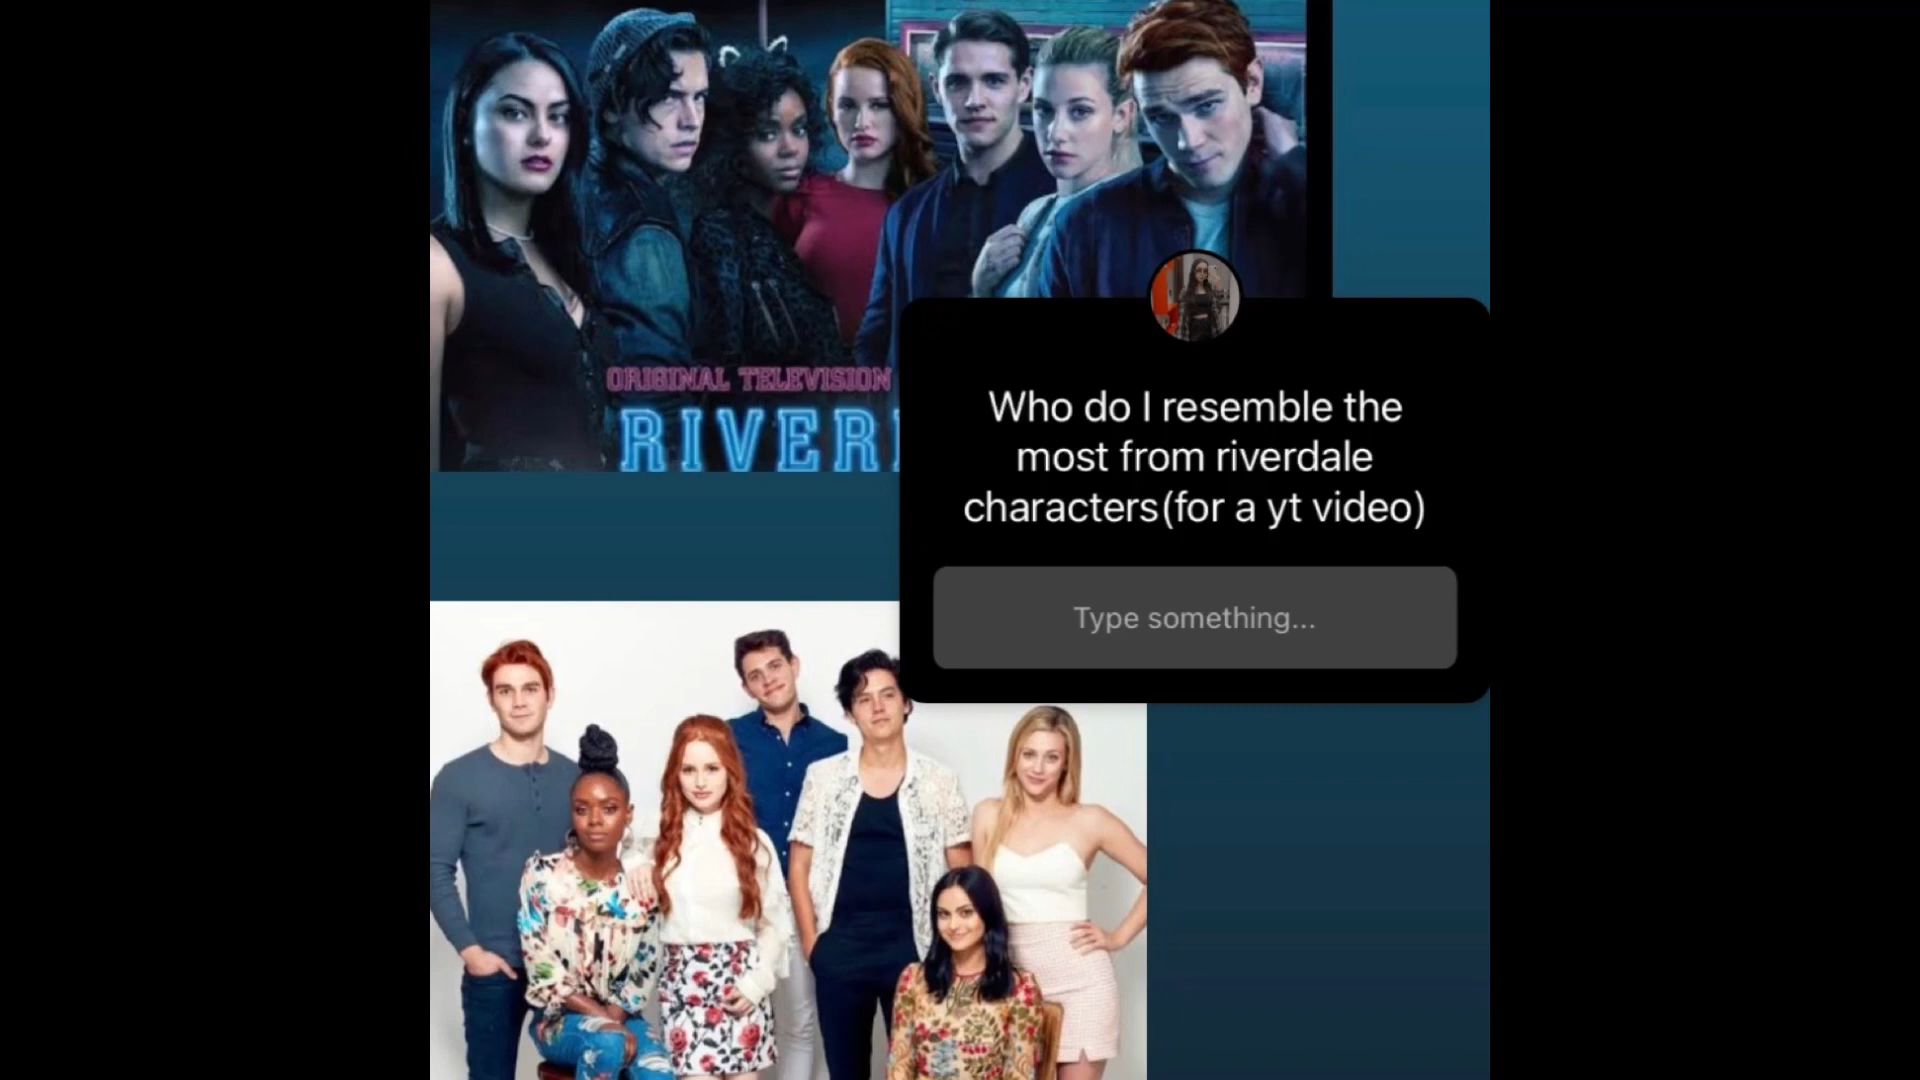 ORIGINAL TELEVISION
RIVER
Who do I resemble the
most from riverdale
characters(for a yt video)
Type something...